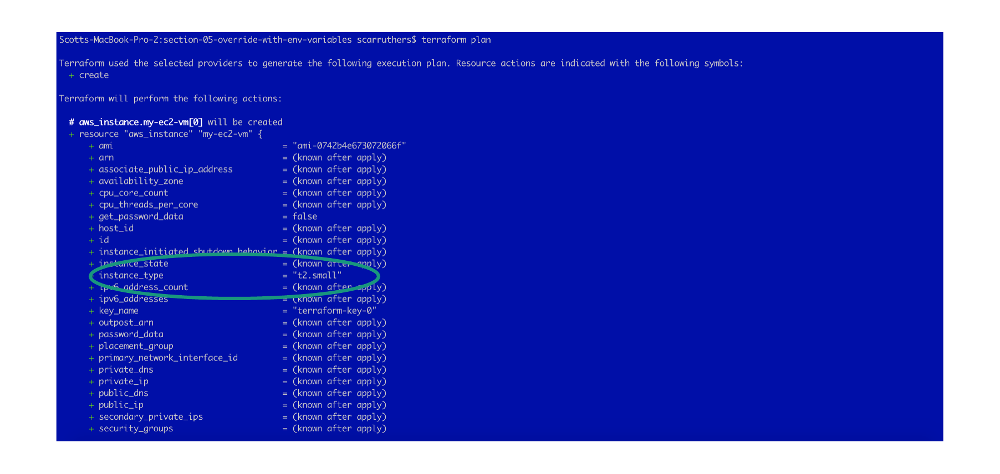 Scotts-MacBook-Pro-2:section-05-override-with-env-variables scarruthers$ terraform plan
Terraform used the selected providers to generate the following execution plan. Resource actions are indicated with the following symbols:
+ create
Terraform will perform the following actions:
# aws_instance.my-ec2-vm[0] will be created
+ resource "aws_instance" "my-ec2-vm" {
+ ami = "ami-0742b4e673072066f"
+ arn = (known after apply)
+ associate_public_ip_address = (known after apply)
+ availability_zone = (known after apply)
+ cpu_core_count = (known after apply)
+ cpu_threads_per_core = (known after apply)
+ get_password_data = false
+ host_id = (known after apply)
+ id = (known after apply)
+ instance_initiated_shutdown_behavior = (known after apply)
+ instance_state = (known after apply)
+ instance_type = "t2.small"
+ ipv6_address_count = (known after apply)
+ ipv6_addresses = (known after apply)
+ key_name = "terraform-key-0"
+ outpost_arn = (known after apply)
+ password_data = (known after apply)
+ placement_group = (known after apply)
+ primary_network_interface_id = (known after apply)
+ private_dns = (known after apply)
+ private_ip = (known after apply)
+ public_dns = (known after apply)
+ public_ip = (known after apply)
+ secondary_private_ips = (known after apply)
+ security_groups = (known after apply)